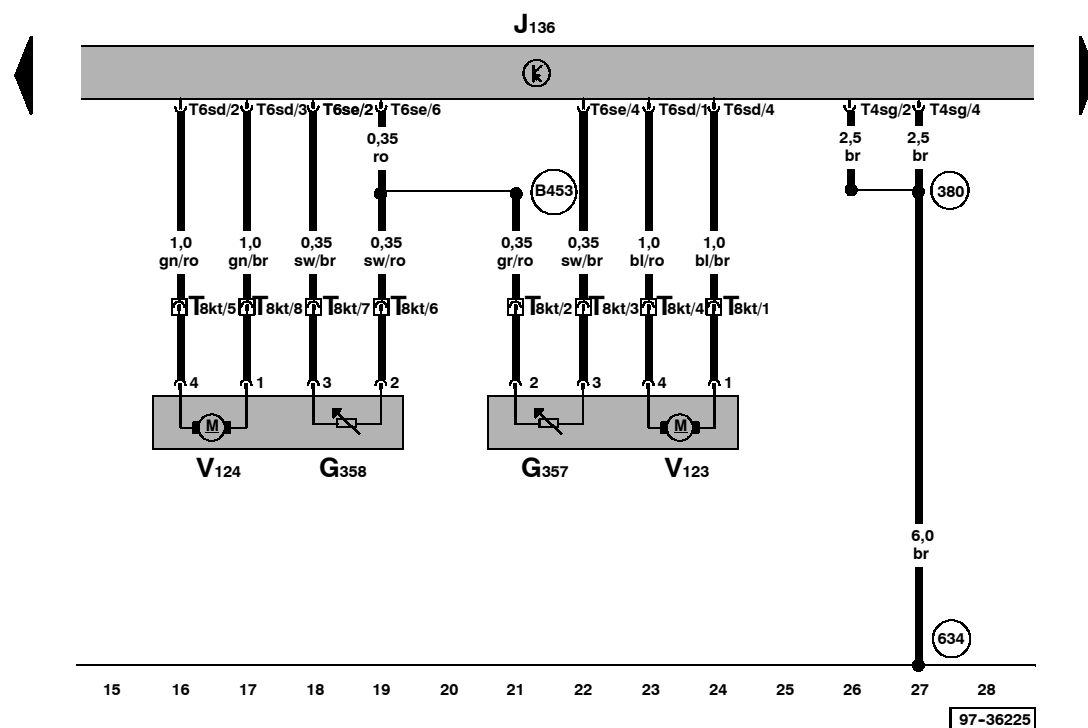 J136
T6sd/2 T6sd/3 T6se/2 T6se/6 T6se/4 T6sd/1 T6sd/4 T4sg/2 T4sg/4
0,35 2,5 2,5
ro br br
B453 380
1,0 1,0 0,35 0,35 0,35 0,35 1,0 1,0
gn/ro gn/br sw/br sw/ro gr/ro sw/br bl/ro bl/br
T8kt/5 T8kt/8 T8kt/7 T8kt/6 T8kt/2 T8kt/3 T8kt/4 T8kt/1
4 1 3 2 2 3 4 1
M M
V124 G358 G357 V123
6,0
br
634
15 16 17 18 19 20 21 22 23 24 25 26 27 28
97-36225